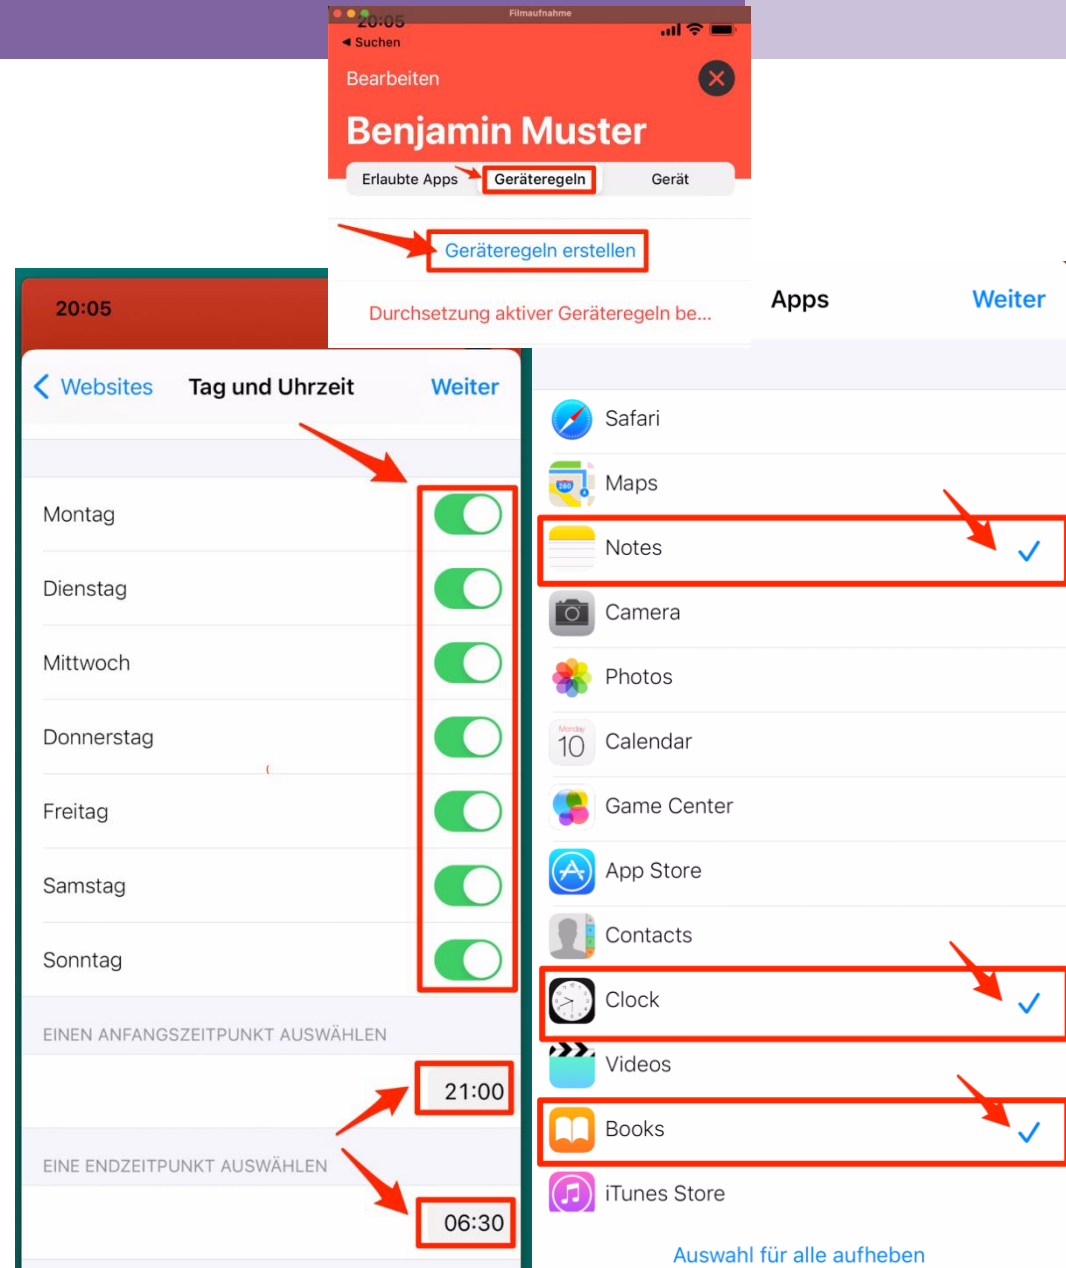 Filmaufnahme
20:05
Suchen
Bearbeiten
Benjamin Muster
Erlaubte Apps Geräteregeln Gerät
Geräteregeln erstellen
Durchsetzung aktiver Geräteregeln be...
20:05
Websites Tag und Uhrzeit Weiter
Montag
Dienstag
Mittwoch
Donnerstag
Freitag
Samstag
Sonntag
EINEN ANFANGSZEITPUNKT AUSWÄHLEN
21:00
EINE ENDZEITPUNKT AUSWÄHLEN
06:30
Apps Weiter
Safari
280
Maps
Notes
Camera
Photos
Monday
10
Calendar
Game Center
App Store
Contacts
Clock
Videos
Books
iTunes Store
Auswahl für alle aufheben